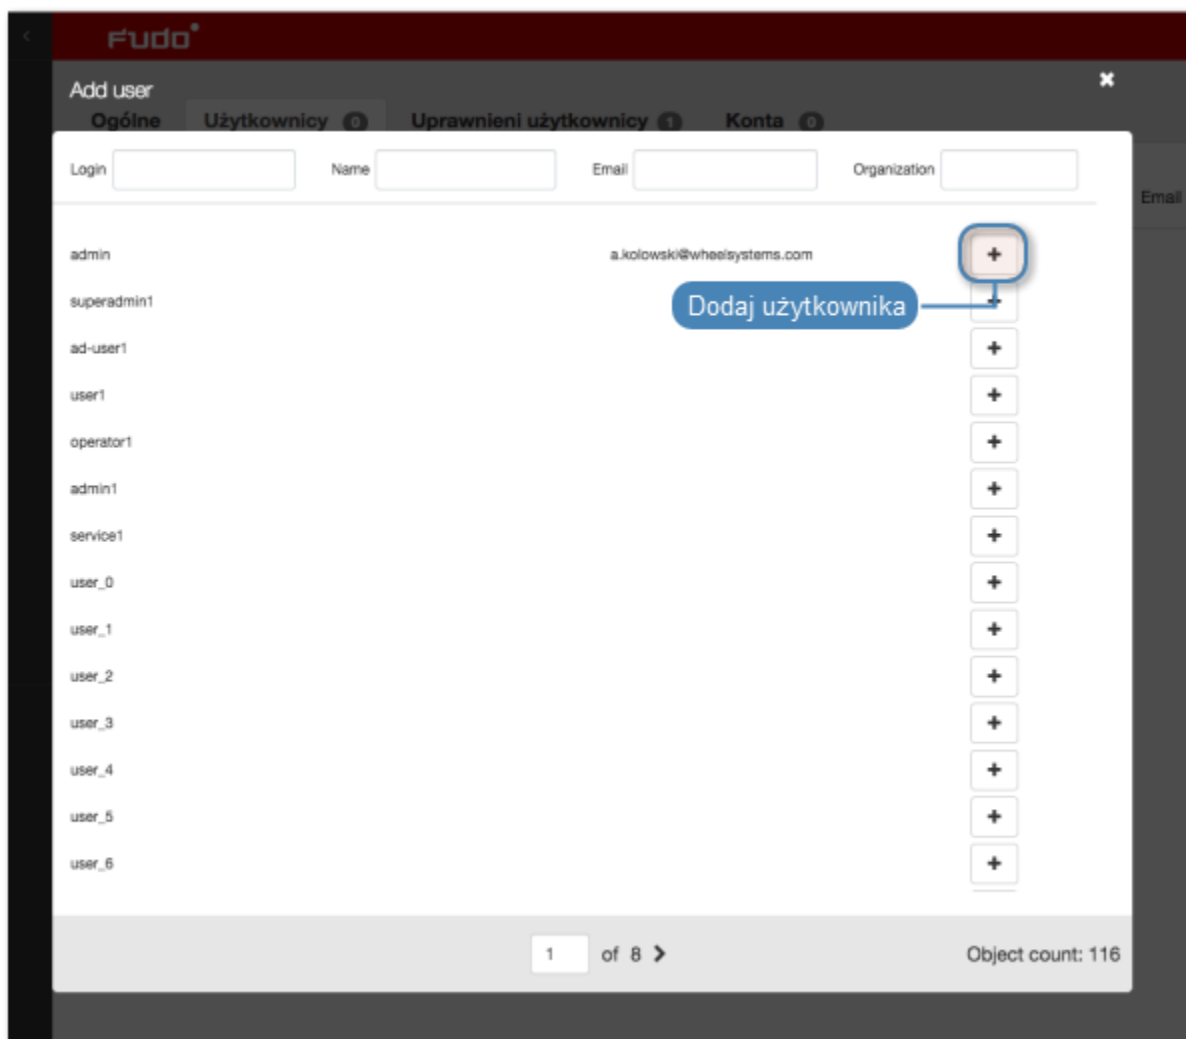 Fudo
Add user
Ogólne Użytkownicy 0 Uprawnieni użytkownicy 1 Konta 0
Login Name Email Organization
Email
admin a.kolowski@wheelsystems.com
superadmin1
Dodaj użytkownika
ad-user1
user1
operator1
admin1
service1
user_0
user_1
user_2
user_3
user_4
user_5
user_6
1 of 8 Object count: 116